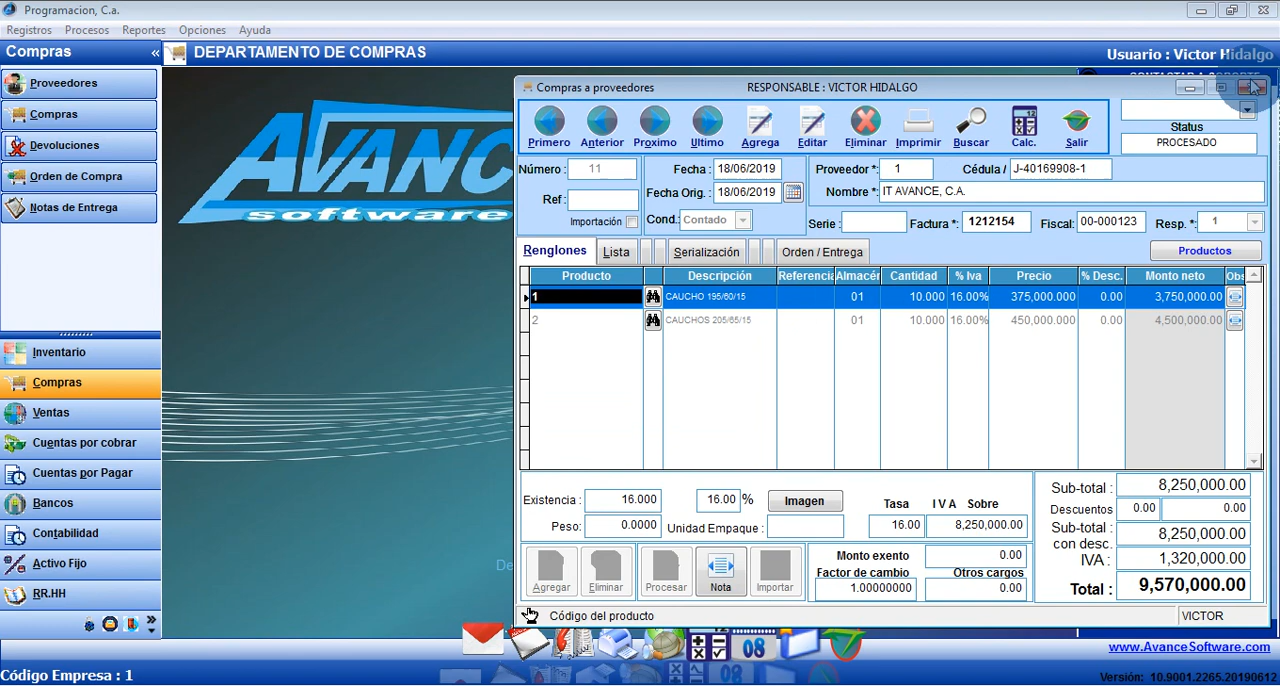 Programacion, C.a.
Registros Procesos Reportes Opciones Ayuda
Compras « DEPARTAMENTO DE COMPRAS Usuario : Victor Hidalgo
Proveedores
Compras
Devoluciones
Orden de Compra
Notas de Entrega
Inventario
Compras
Ventas
Cuentas por cobrar
Cuentas por Pagar
Bancos
Contabilidad
Activo Fijo
RR.HH
AVANC
software
De
Compras a proveedores RESPONSABLE : VICTOR HIDALGO
Primero Anterior Proximo Ultimo Agrega Editar Eliminar Imprimir Buscar Calc. Salir
Status
PROCESADO
Número : 11 Fecha : 18/06/2019 Proveedor *: 1 Cédula / J-40169908-1
Ref : Fecha Orig. : 18/06/2019 Nombre *: IT AVANCE, C.A.
Importación Cond.: Contado Serie : Factura *: 1212154 Fiscal: 00-000123 Resp. *: 1
Renglones Lista Serialización Orden / Entrega Productos
Producto Descripción Referencia Almacén Cantidad % Iva Precio % Desc. Monto neto Obs
1 CAUCHO 195/60/15 01 10.000 16.00% 375,000.000 0.00 3,750,000.00
2 CAUCHOS 205/65/15 01 10.000 16.00% 450,000.000 0.00 4,500,000.00
Existencia : 16.000 16.00 % Imagen Tasa I V A Sobre
Peso: 0.0000 Unidad Empaque : 16.00 8,250,000.00
Sub-total : 8,250,000.00
Descuentos 0.00 0.00
Sub-total con desc. 8,250,000.00
IVA : 1,320,000.00
Total : 9,570,000.00
Agregar Eliminar Procesar Nota Importar
Monto exento 0.00
Factor de cambio Otros cargos
1.00000000 0.00
Código del producto VICTOR
08
www.AvanceSoftware.com
Código Empresa : 1 Versión: 10.9001.2265.20190612